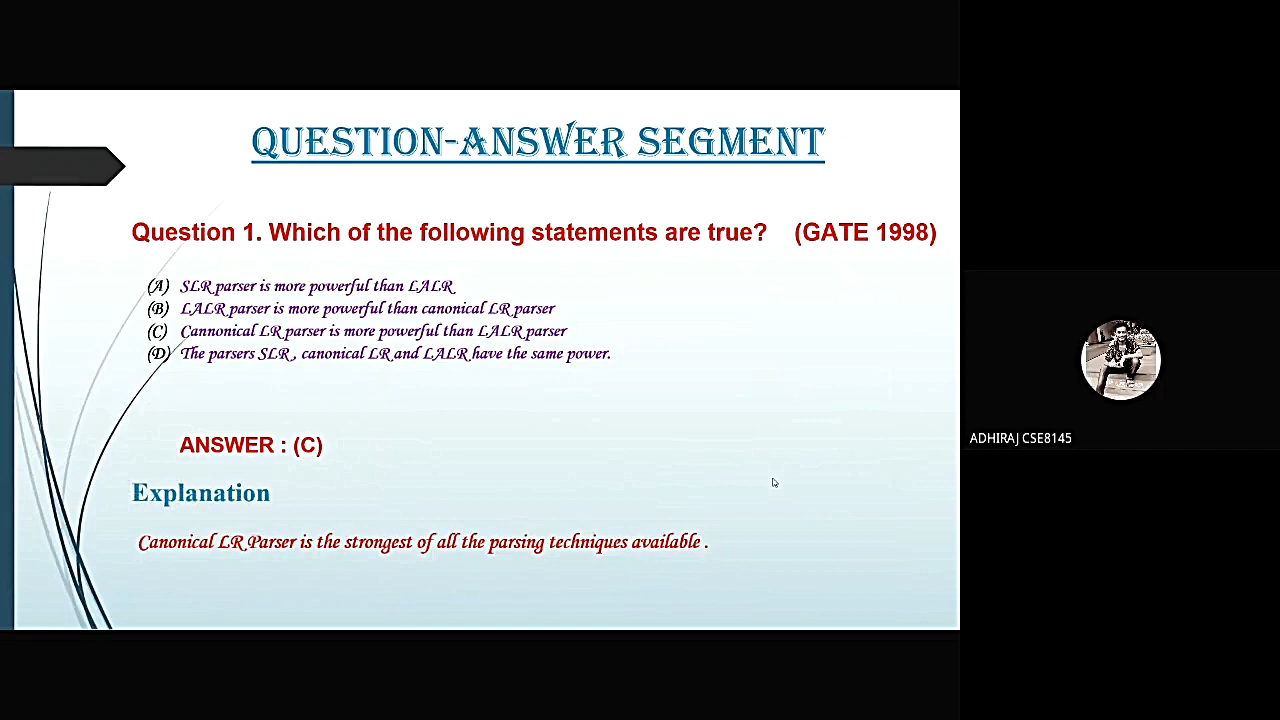 QUESTION-ANSWER SEGMENT
Question 1. Which of the following statements are true? (GATE 1998)
(A) SLR parser is more powerful than LALR
(B) LALR parser is more powerful than canonical LR parser
(C) Cannonical LR parser is more powerful than LALR parser
(D) The parsers SLR , canonical LR and LALR have the same power.
ANSWER : (C)
Explanation
Canonical LR Parser is the strongest of all the parsing techniques available .
ADHIRAJ CSE8145